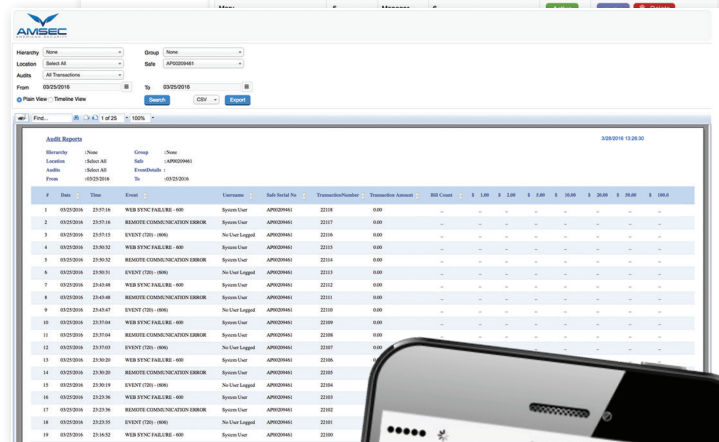 AMSEC
AMERICAN SECURITY
Hierarchy None Group None
Location Select All Safe AP00209461
Audits All Transactions
From 03/25/2016 To 03/25/2016
Plain View Timeline View Search CSV Export
Find... 1 of 25 100%
Audit Reports 3/28/2016 13:26:30
Hierarchy :None Group :None
Location :Select All Safe :AP00209461
Audits :Select All EventDetails :
From :03/25/2016 To :03/25/2016
# Date Time Event Username Safe Serial No TransactionNumber Transaction Amount Bill Count $ 1.00 $ 2.00 $ 5.00 $ 10.00 $ 20.00 $ 50.00 $ 100.0
1 03/25/2016 23:57:16 WEB SYNC FAILURE - 600 System User AP00209461 22118 0.00 -- -- -- -- -- -- -- --
2 03/25/2016 23:57:16 REMOTE COMMUNICATION ERROR System User AP00209461 22117 0.00 -- -- -- -- -- -- -- --
3 03/25/2016 23:57:15 EVENT (720) - (606) No User Logged AP00209461 22116 0.00 -- -- -- -- -- -- -- --
4 03/25/2016 23:50:32 WEB SYNC FAILURE - 600 System User AP00209461 22115 0.00 -- -- -- -- -- -- -- --
5 03/25/2016 23:50:32 REMOTE COMMUNICATION ERROR System User AP00209461 22114 0.00 -- -- -- -- -- -- -- --
6 03/25/2016 23:50:31 EVENT (720) - (606) No User Logged AP00209461 22113 0.00 -- -- -- -- -- -- -- --
7 03/25/2016 23:43:48 WEB SYNC FAILURE - 600 System User AP00209461 22112 0.00 -- -- -- -- -- -- -- --
8 03/25/2016 23:43:48 REMOTE COMMUNICATION ERROR System User AP00209461 22111 0.00 -- -- -- -- -- -- -- --
9 03/25/2016 23:43:47 EVENT (720) - (606) No User Logged AP00209461 22110 0.00 -- -- -- -- -- -- -- --
10 03/25/2016 23:37:04 WEB SYNC FAILURE - 600 System User AP00209461 22109 0.00 -- -- -- -- -- -- -- --
11 03/25/2016 23:37:04 REMOTE COMMUNICATION ERROR System User AP00209461 22108 0.00 -- -- -- -- -- -- -- --
12 03/25/2016 23:37:03 EVENT (720) - (606) No User Logged AP00209461 22107 0.00 -- -- -- -- -- -- -- --
13 03/25/2016 23:30:20 WEB SYNC FAILURE - 600 System User AP00209461 22106 0.00
14 03/25/2016 23:30:20 REMOTE COMMUNICATION ERROR System User AP00209461 22105
15 03/25/2016 23:30:19 EVENT (720) - (606) No User Logged AP00209461 22104
16 03/25/2016 23:23:36 WEB SYNC FAILURE - 600 System User AP00209461 22103
17 03/25/2016 23:23:36 REMOTE COMMUNICATION ERROR System User AP00209461 22102
18 03/25/2016 23:23:35 EVENT (720) - (606) No User Logged AP00209461 22101
19 03/25/2016 23:16:52 WEB SYNC FAILURE - 600 System User AP00209461 22100